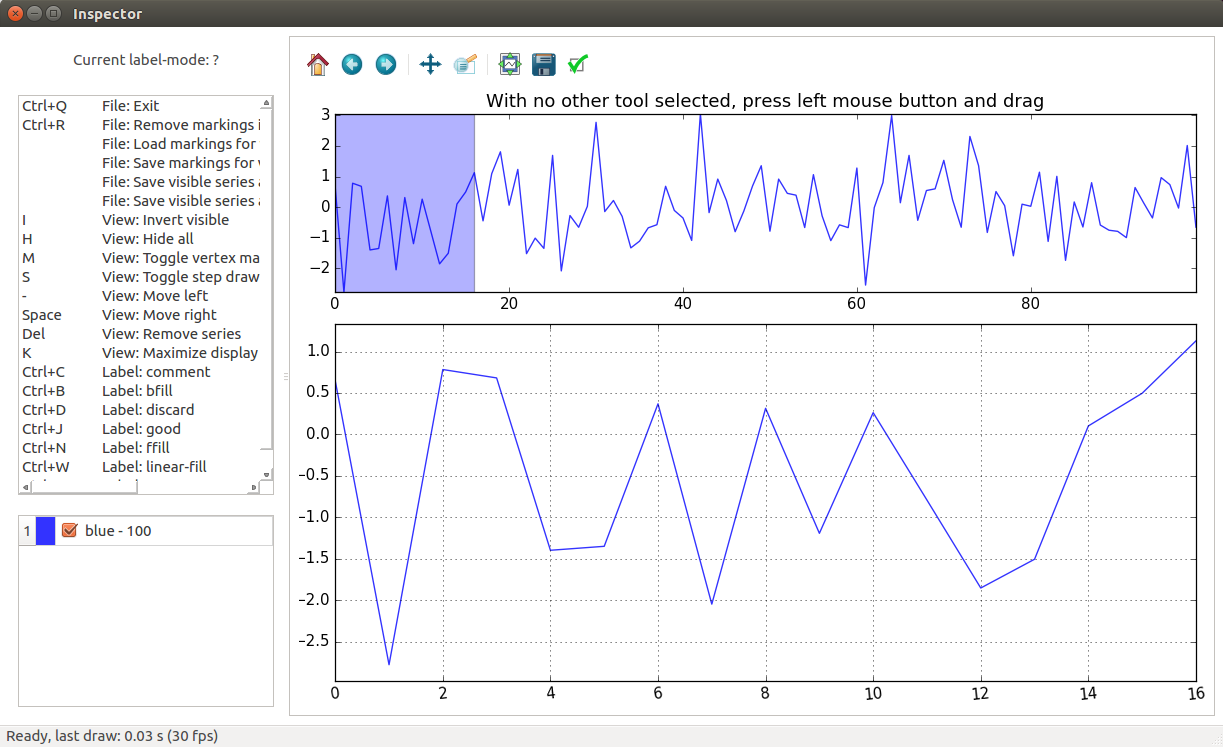 Inspector
Current label-mode: ?
Ctrl+Q File: Exit
Ctrl+R File: Remove markings i
File: Load markings for
File: Save markings for
File: Save visible series
File: Save visible series
I View: Invert visible
H View: Hide all
M View: Toggle vertex ma
S View: Toggle step draw
- View: Move left
Space View: Move right
Del View: Remove series
K View: Maximize display
Ctrl+C Label: comment
Ctrl+B Label: bfill
Ctrl+D Label: discard
Ctrl+J Label: good
Ctrl+N Label: ffill
Ctrl+W Label: linear-fill
1 blue - 100
With no other tool selected, press left mouse button and drag
3
2
1
0
−1
−2
0 20 40 60 80
1.0
0.5
0.0
−0.5
−1.0
−1.5
−2.0
−2.5
0 2 4 6 8 10 12 14 16
Ready, last draw: 0.03 s (30 fps)